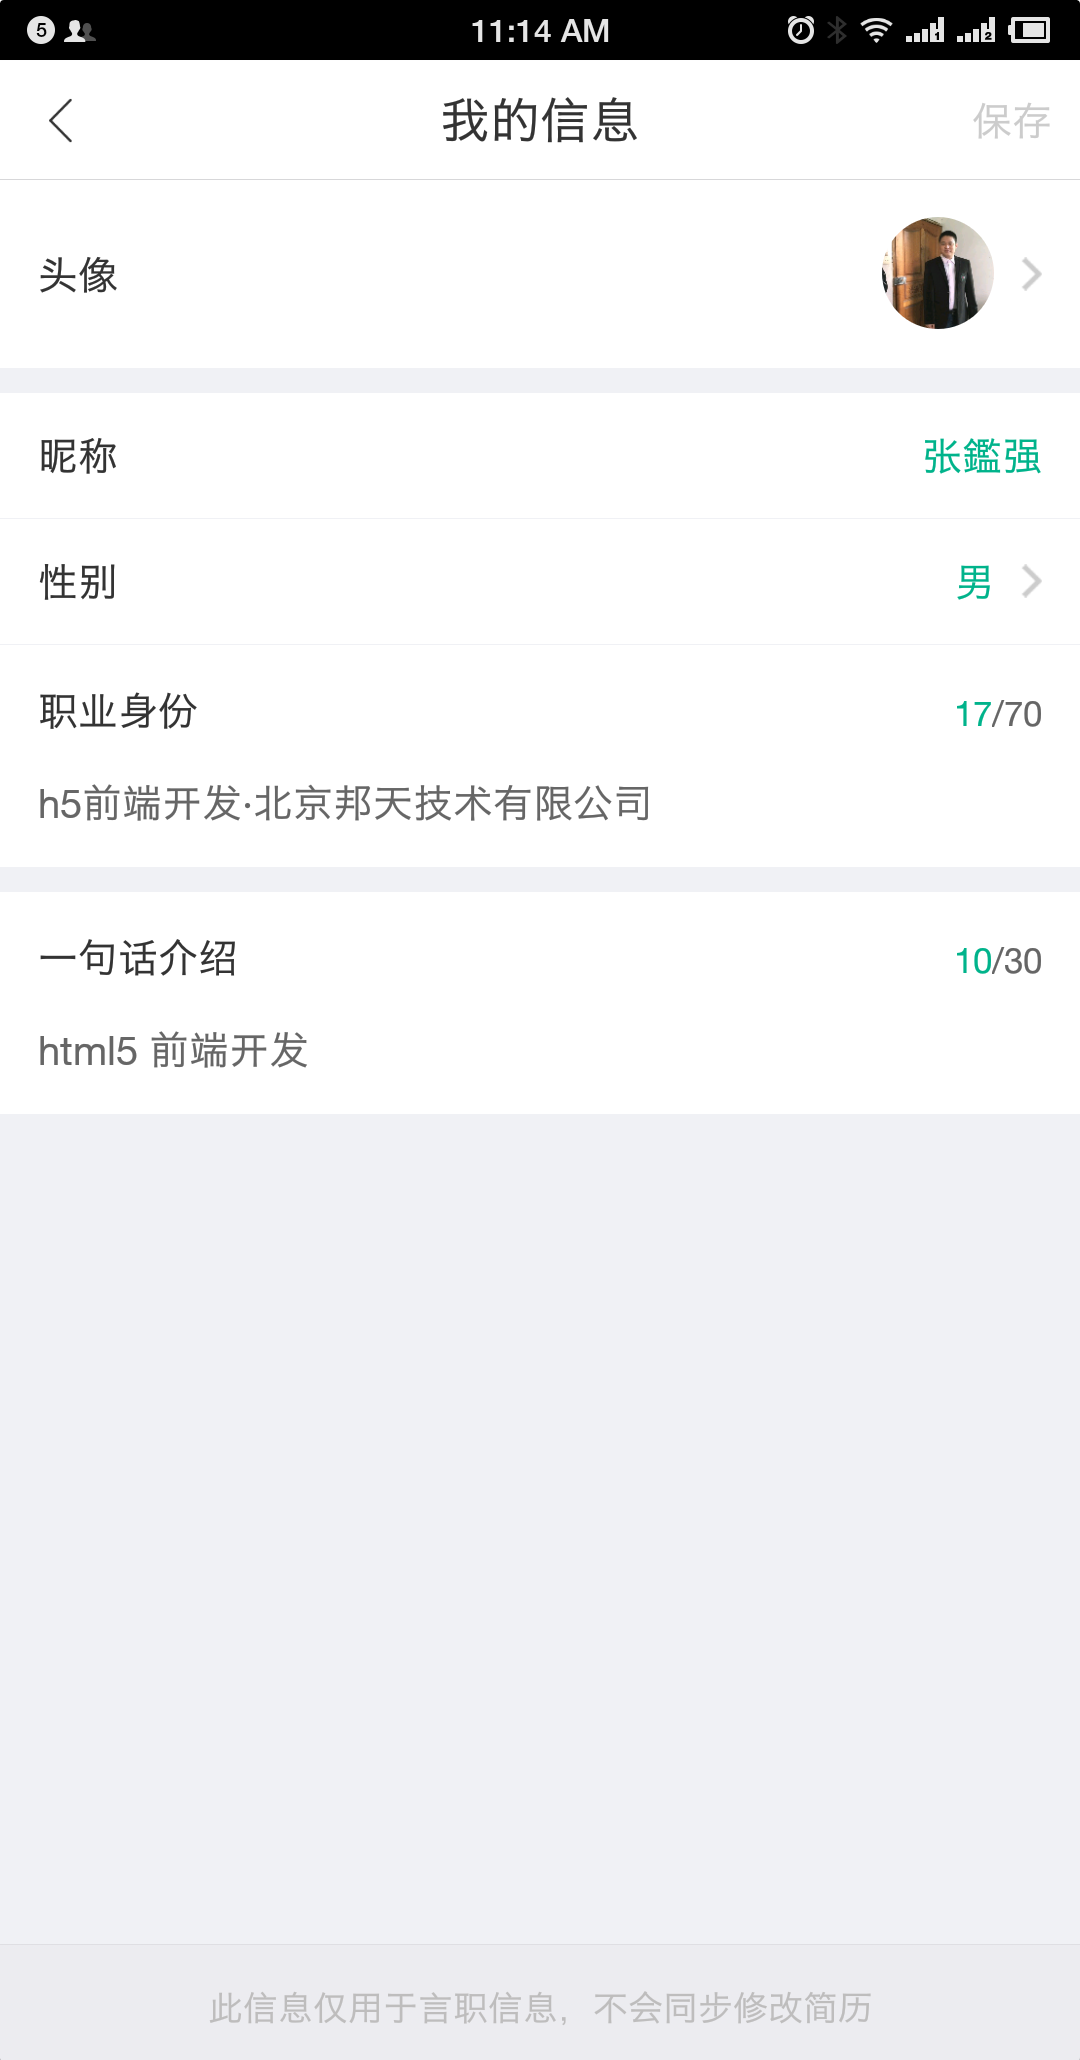 5 11:14 AM 1 2
我的信息 保存
头像
昵称 张鑑强
性别 男
职业身份 17/70
h5前端开发·北京邦天技术有限公司
一句话介绍 10/30
html5 前端开发
此信息仅用于言职信息，不会同步修改简历